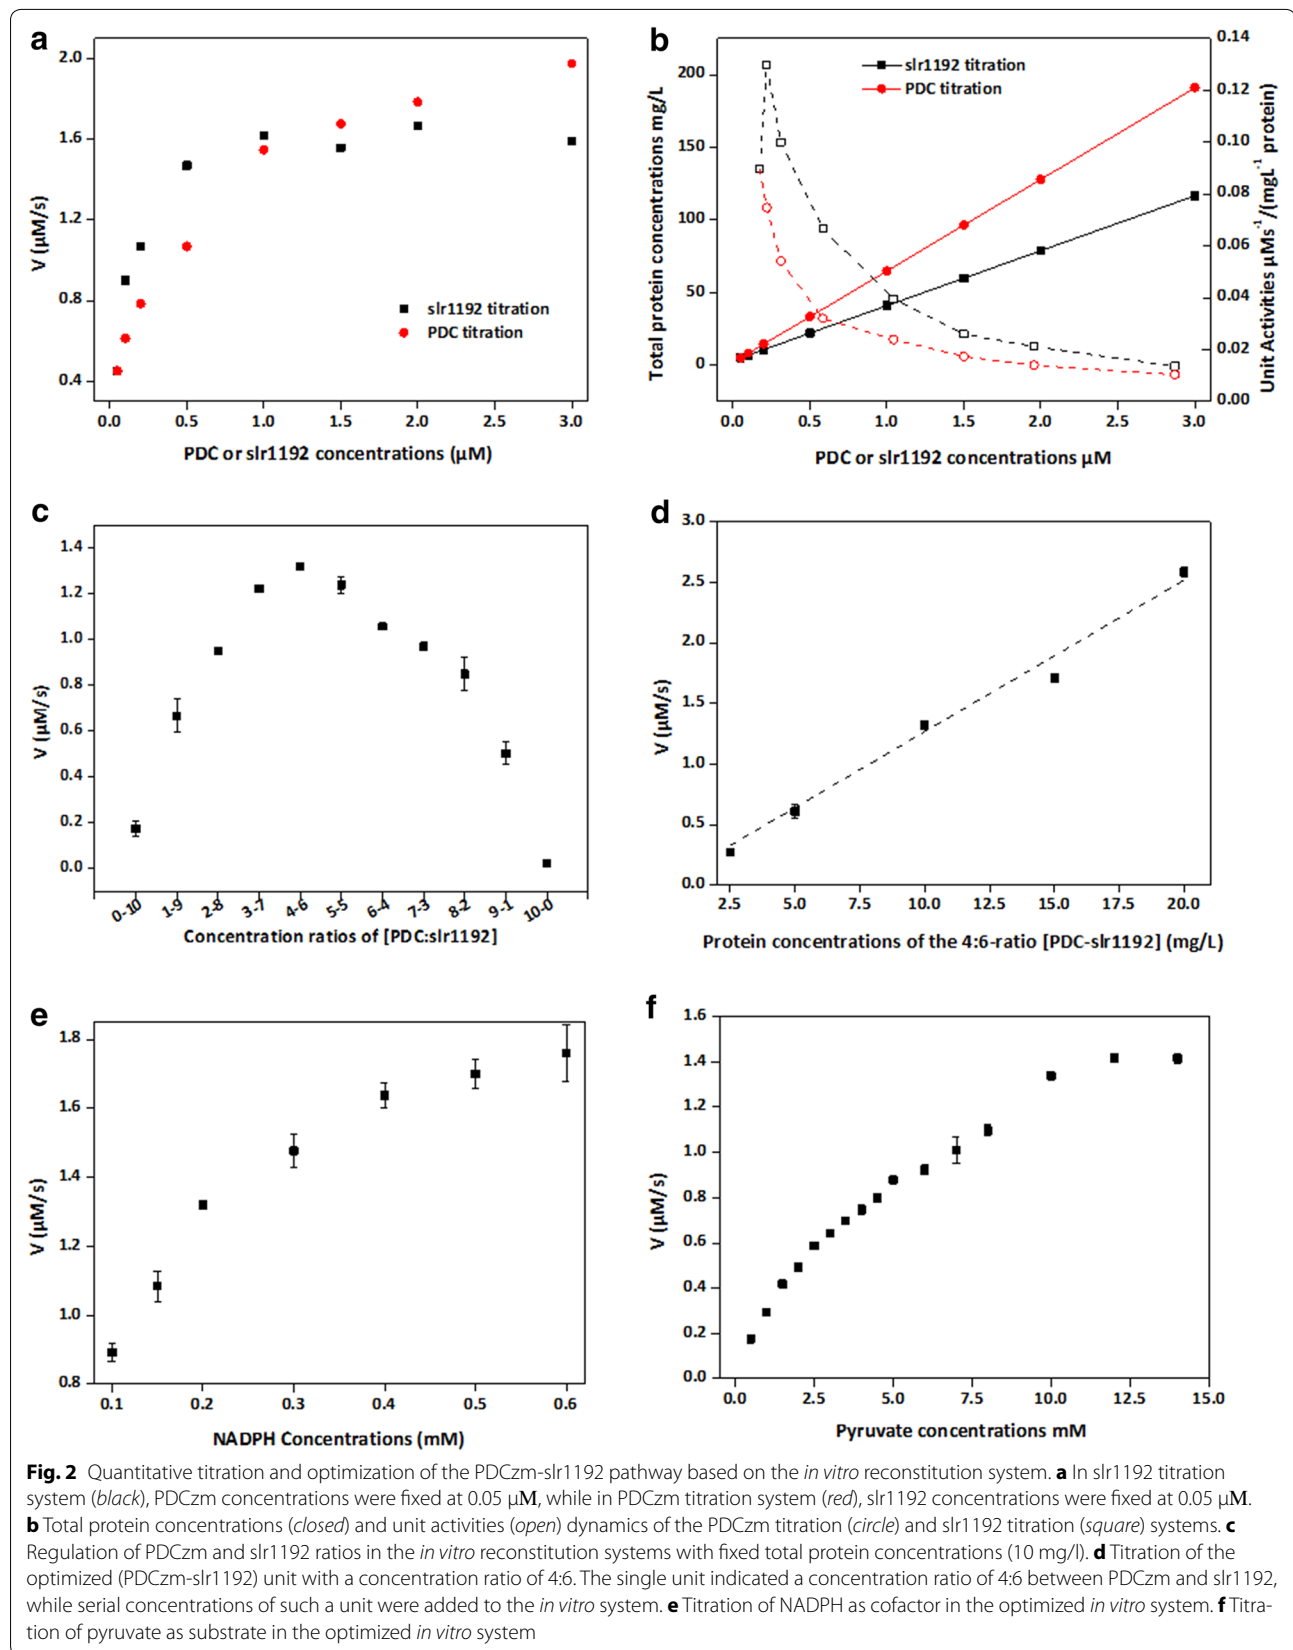 a
2.0
1.6
1.2
0.8
0.4
V (µM/s)
slr1192 titration
PDC titration
0.0 0.5 1.0 1.5 2.0 2.5 3.0
PDC or slr1192 concentrations (µM)
b
200
150
100
50
0
Total protein concentrations mg/L
slr1192 titration
PDC titration
0.14
0.12
0.10
0.08
0.06
0.04
0.02
0.00
Unit Activities µMs⁻¹/(mgL⁻¹ protein)
0.0 0.5 1.0 1.5 2.0 2.5 3.0
PDC or slr1192 concentrations µM
c
1.4
1.2
1.0
0.8
0.6
0.4
0.2
0.0
V (µM/s)
0-10 1-9 2-8 3-7 4-6 5-5 6-4 7-3 8-2 9-1 10-0
Concentration ratios of [PDC:slr1192]
d
3.0
2.5
2.0
1.5
1.0
0.5
0.0
V (µM/s)
2.5 5.0 7.5 10.0 12.5 15.0 17.5 20.0
Protein concentrations of the 4:6-ratio [PDC-slr1192] (mg/L)
e
1.8
1.6
1.4
1.2
1.0
0.8
V (µM/s)
0.1 0.2 0.3 0.4 0.5 0.6
NADPH Concentrations (mM)
f
1.6
1.4
1.2
1.0
0.8
0.6
0.4
0.2
0.0
V (µM/s)
0.0 2.5 5.0 7.5 10.0 12.5 15.0
Pyruvate concentrations mM
Fig. 2 Quantitative titration and optimization of the PDCzm-slr1192 pathway based on the in vitro reconstitution system. a In slr1192 titration
system (black), PDCzm concentrations were fixed at 0.05 µM, while in PDCzm titration system (red), slr1192 concentrations were fixed at 0.05 µM.
b Total protein concentrations (closed) and unit activities (open) dynamics of the PDCzm titration (circle) and slr1192 titration (square) systems. c
Regulation of PDCzm and slr1192 ratios in the in vitro reconstitution systems with fixed total protein concentrations (10 mg/l). d Titration of the
optimized (PDCzm-slr1192) unit with a concentration ratio of 4:6. The single unit indicated a concentration ratio of 4:6 between PDCzm and slr1192,
while serial concentrations of such a unit were added to the in vitro system. e Titration of NADPH as cofactor in the optimized in vitro system. f Titra-
tion of pyruvate as substrate in the optimized in vitro system